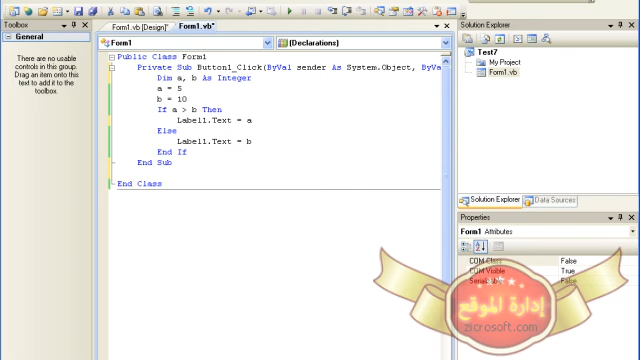 Toolbox
General
There are no usable
controls in this group.
Drag an item onto this
text to add it to the
toolbox.
Form1.vb [Design]*
Form1.vb*
Form1
(Declarations)
Public Class Form1
Private Sub Button1_Click(ByVal sender As System.Object, ByVa
Dim a, b As Integer
a = 5
b = 10
If a > b Then
Label1.Text = a
Else
Label1.Text = b
End If
End Sub
End Class
Solution Explorer
Test7
My Project
Form1.vb
Solution Explorer
Data Sources
Properties
Form1 Attributes
COM Class False
COM Visible True
False
إدارة الموقع
zicrosoft.com